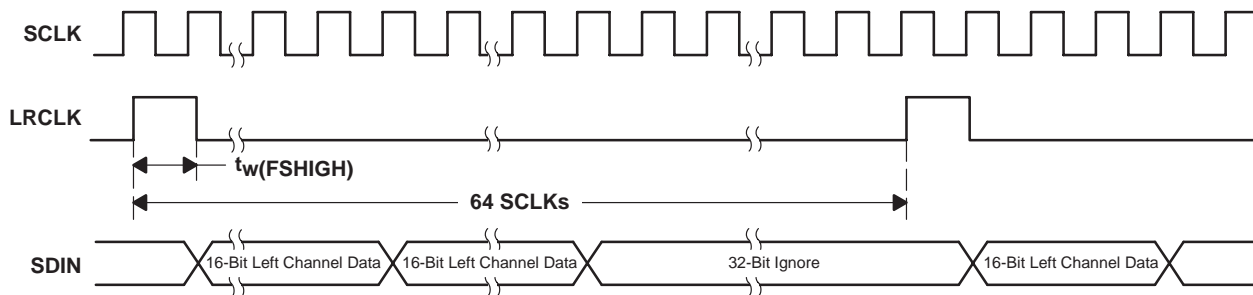 SCLK
LRCLK
tw(FSHIGH)
64 SCLKs
SDIN
16-Bit Left Channel Data
16-Bit Left Channel Data
32-Bit Ignore
16-Bit Left Channel Data